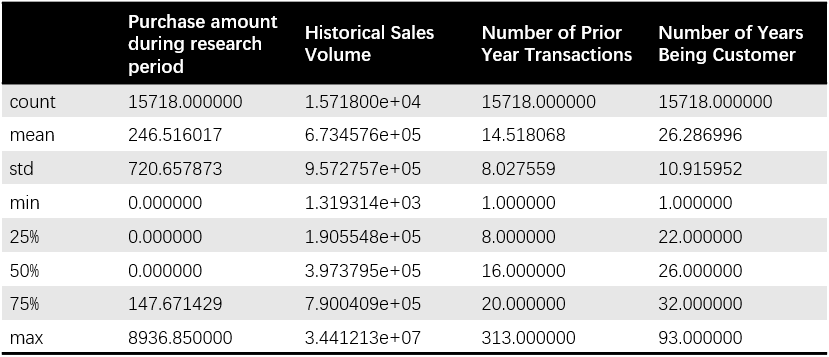 Purchase amount during research period Historical Sales Volume Number of Prior Year Transactions Number of Years Being Customer
count 15718.000000 1.571800e+04 15718.000000 15718.000000
mean 246.516017 6.734576e+05 14.518068 26.286996
std 720.657873 9.572757e+05 8.027559 10.915952
min 0.000000 1.319314e+03 1.000000 1.000000
25% 0.000000 1.905548e+05 8.000000 22.000000
50% 0.000000 3.973795e+05 16.000000 26.000000
75% 147.671429 7.900409e+05 20.000000 32.000000
max 8936.850000 3.441213e+07 313.000000 93.000000